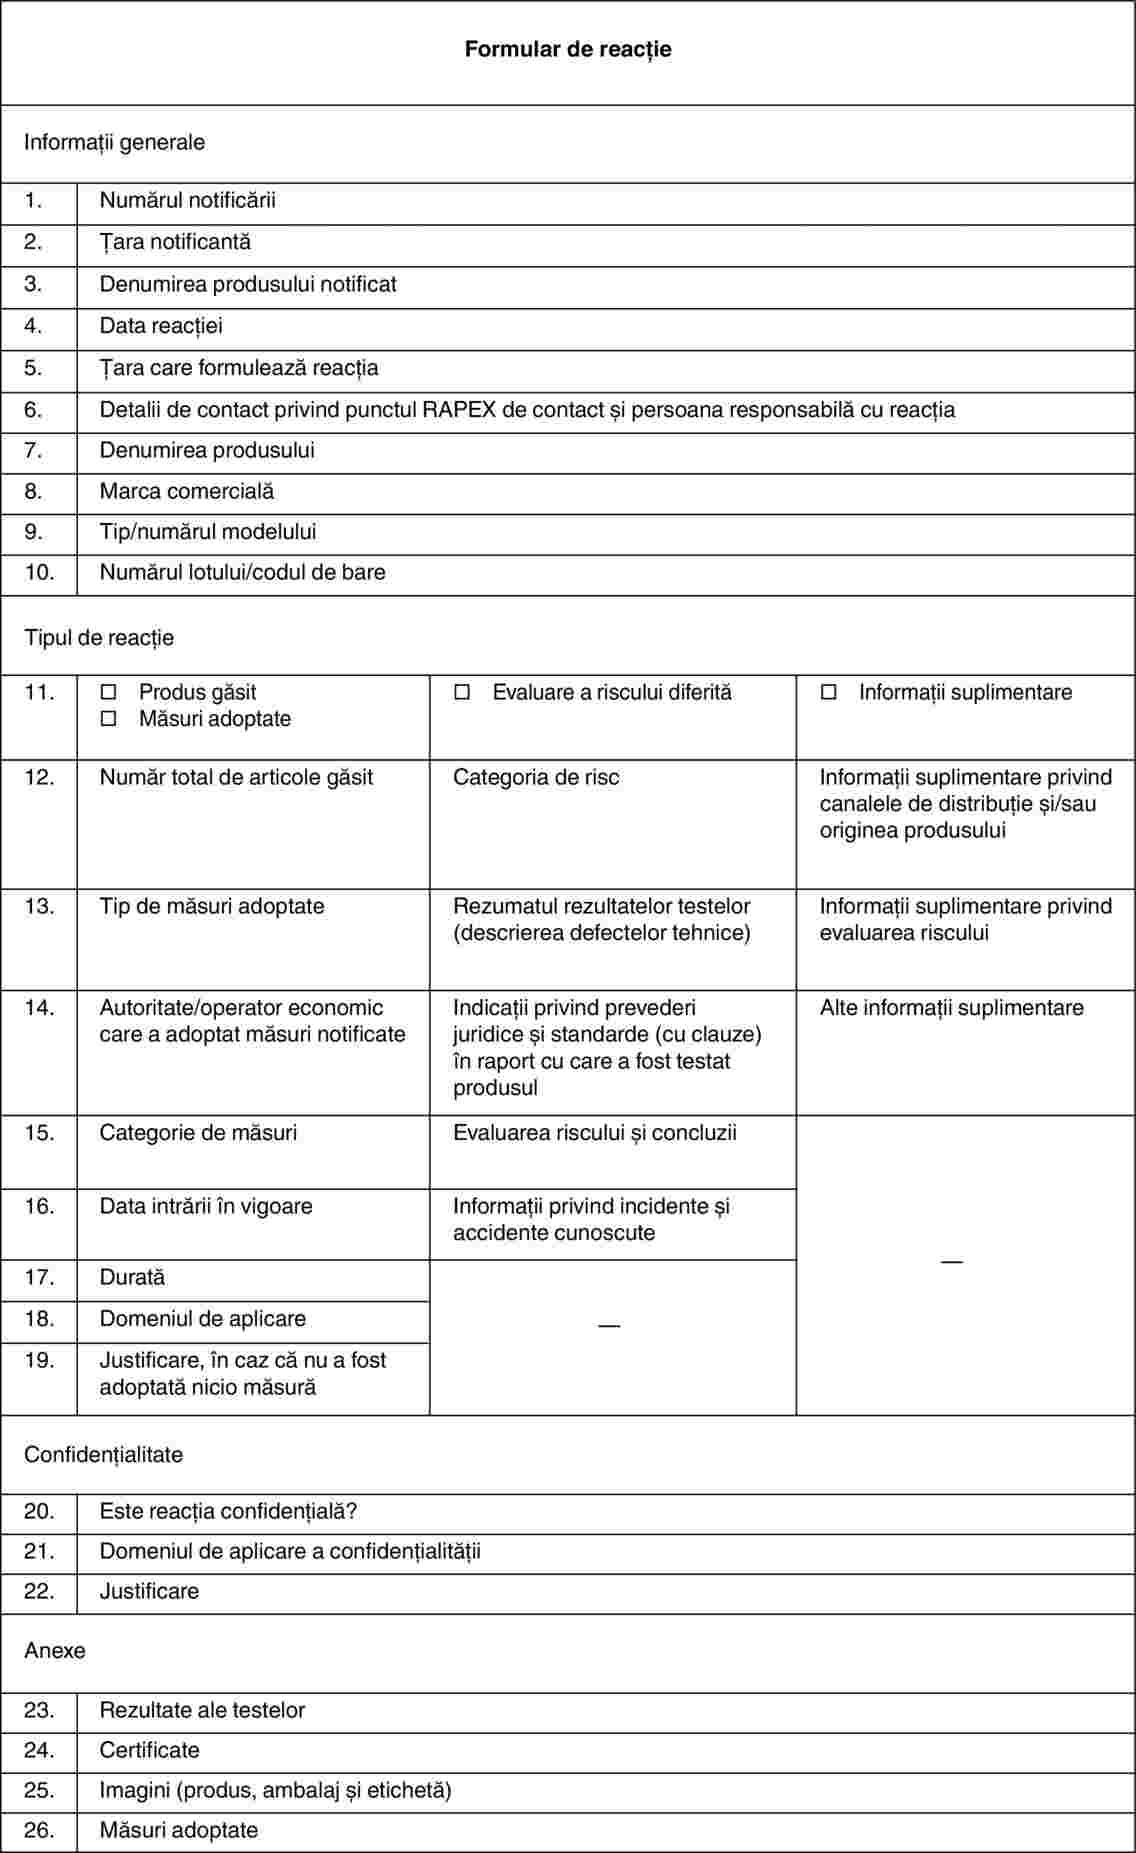 Formular de reacție
Informații generale
1. Numărul notificării
2. Țara notificantă
3. Denumirea produsului notificat
4. Data reacției
5. Țara care formulează reacția
6. Detalii de contact privind punctul RAPEX de contact și persoana responsabilă cu reacția
7. Denumirea produsului
8. Marca comercială
9. Tip/numărul modelului
10. Numărul lotului/codul de bare
Tipul de reacție
11. ☐ Produs găsit ☐ Evaluare a riscului diferită ☐ Informații suplimentare
☐ Măsuri adoptate
12. Număr total de articole găsit Categoria de risc Informații suplimentare privind
canalele de distribuție și/sau
originea produsului
13. Tip de măsuri adoptate Rezumatul rezultatelor testelor Informații suplimentare privind
(descrierea defectelor tehnice) evaluarea riscului
14. Autoritate/operator economic Indicații privind prevederi Alte informații suplimentare
care a adoptat măsuri notificate juridice și standarde (cu clauze)
în raport cu care a fost testat
produsul
15. Categorie de măsuri Evaluarea riscului și concluzii
16. Data intrării în vigoare Informații privind incidente și
accidente cunoscute
—
17. Durată
18. Domeniul de aplicare —
19. Justificare, în caz că nu a fost
adoptată nicio măsură
Confidențialitate
20. Este reacția confidențială?
21. Domeniul de aplicare a confidențialității
22. Justificare
Anexe
23. Rezultate ale testelor
24. Certificate
25. Imagini (produs, ambalaj și etichetă)
26. Măsuri adoptate